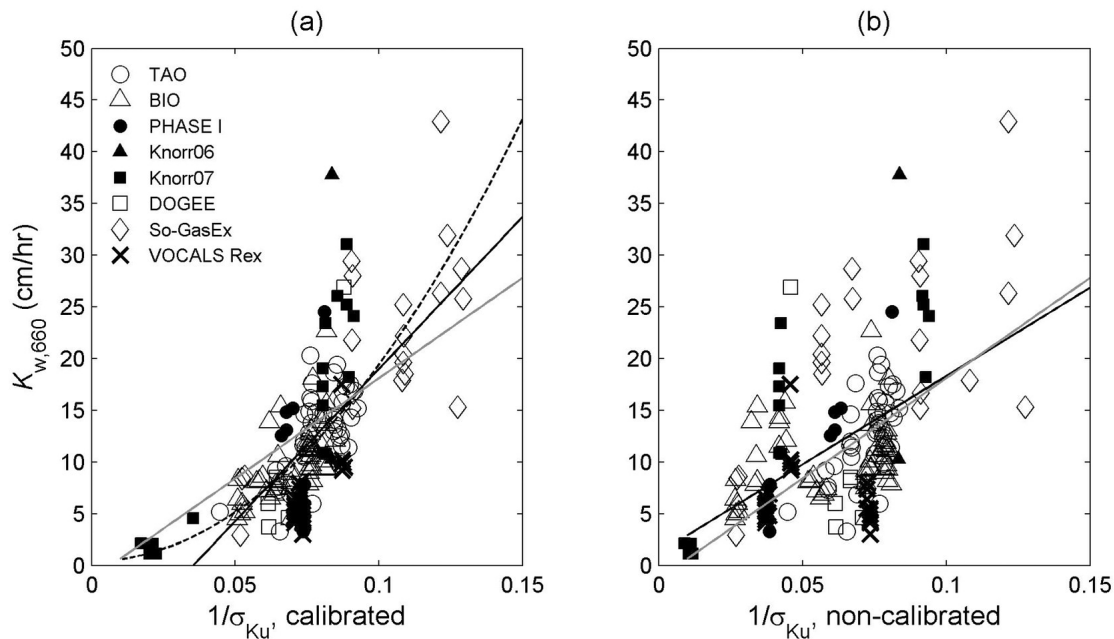 (a)
50
45
40
35
30
25
20
15
10
5
0
K_w,660 (cm/hr)
TAO
BIO
PHASE I
Knorr06
Knorr07
DOGEE
So-GasEx
VOCALS Rex
0 0.05 0.1 0.15
1/σ_Ku, calibrated
(b)
50
45
40
35
30
25
20
15
10
5
0
0 0.05 0.1 0.15
1/σ_Ku, non-calibrated